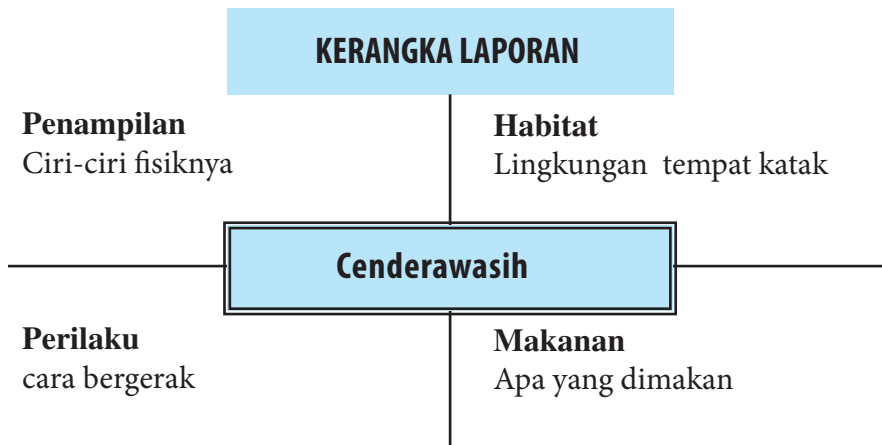 KERANGKA LAPORAN
Penampilan
Ciri-ciri fisiknya
Habitat
Lingkungan tempat katak
Cenderawasih
Perilaku
cara bergerak
Makanan
Apa yang dimakan